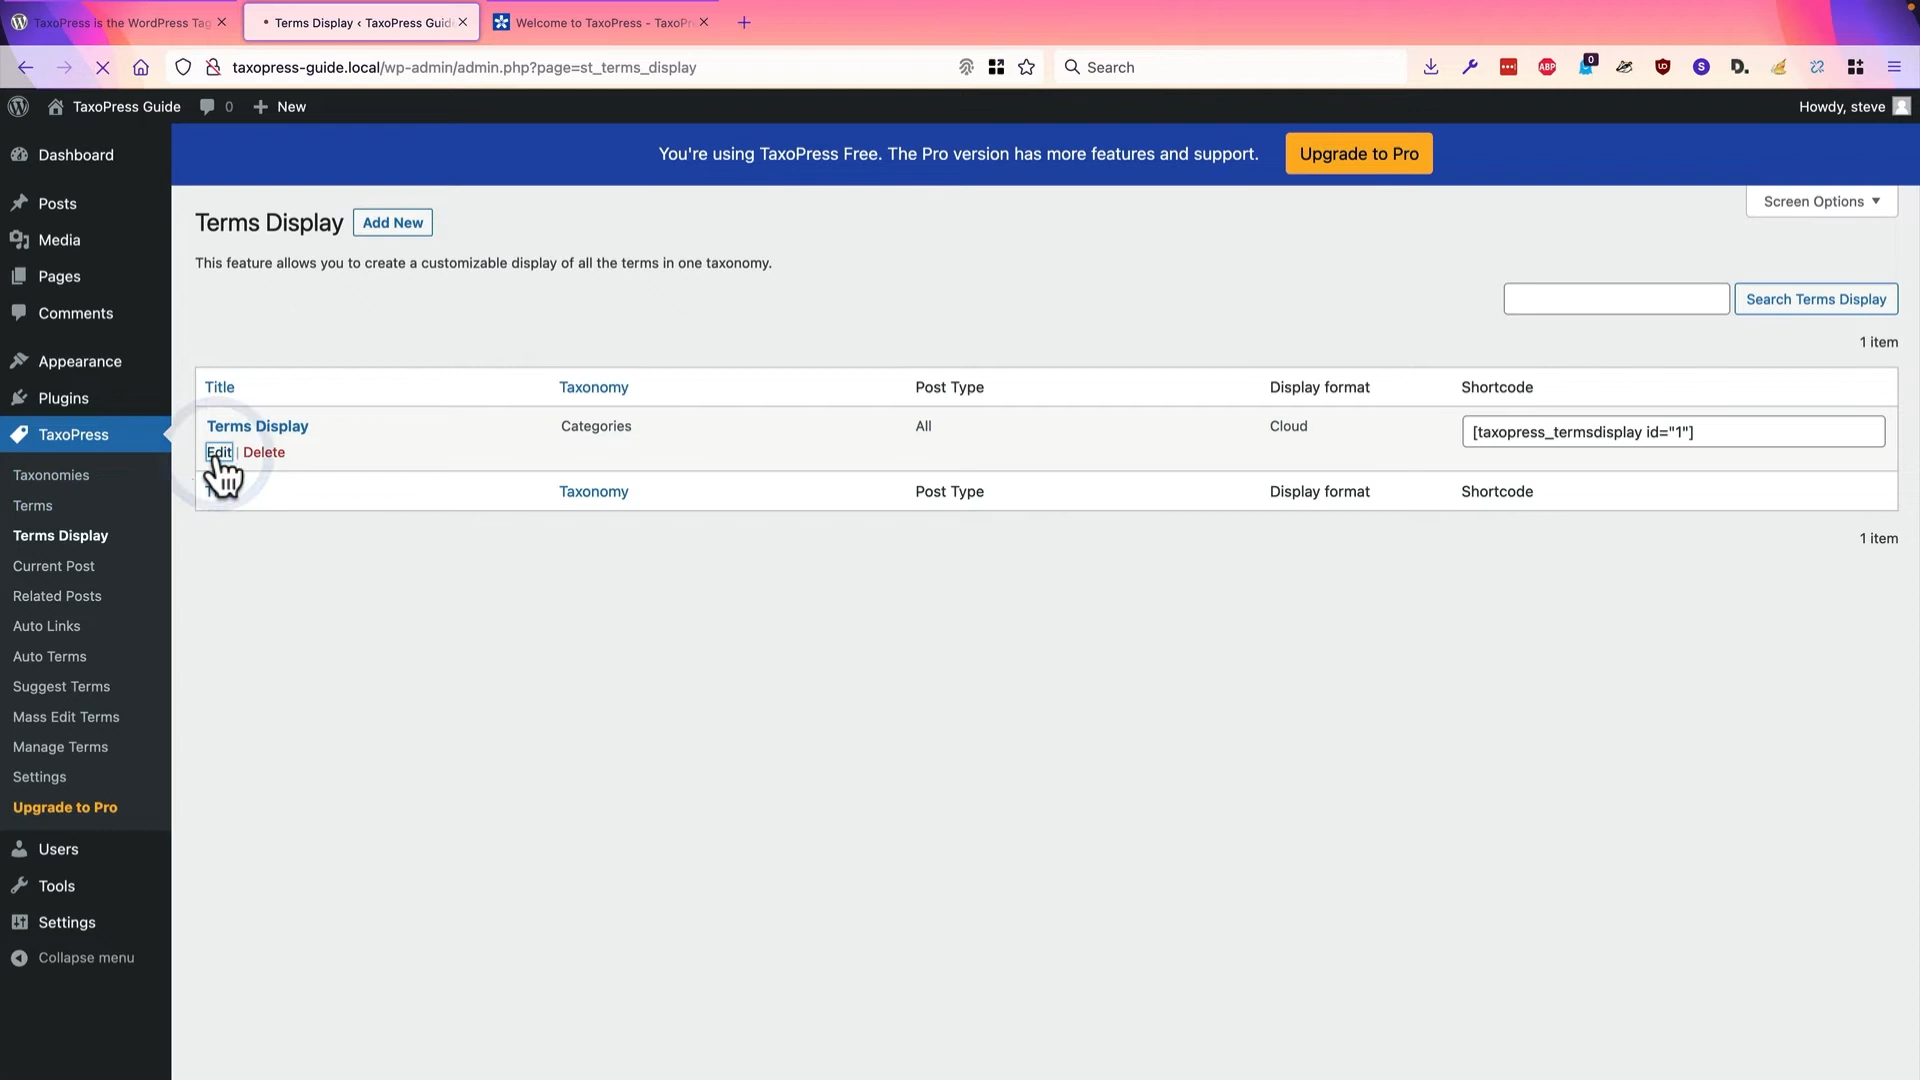 TaxoPress is the WordPress Tag
Terms Display ‹ TaxoPress Guid
Welcome to TaxoPress - TaxoPr
taxopress-guide.local/wp-admin/admin.php?page=st_terms_display
Search
ABP
0
S
D.
TaxoPress Guide
0
New
Howdy, steve
Dashboard
Posts
Media
Pages
Comments
Appearance
Plugins
TaxoPress
Taxonomies
Terms
Terms Display
Current Post
Related Posts
Auto Links
Auto Terms
Suggest Terms
Mass Edit Terms
Manage Terms
Settings
Upgrade to Pro
Users
Tools
Settings
Collapse menu
You're using TaxoPress Free. The Pro version has more features and support.
Upgrade to Pro
Screen Options
Terms Display
Add New
This feature allows you to create a customizable display of all the terms in one taxonomy.
Search Terms Display
1 item
Title Taxonomy Post Type Display format Shortcode
Terms Display Categories All Cloud [taxopress_termsdisplay id="1"]
Edit | Delete
Taxonomy Post Type Display format Shortcode
1 item